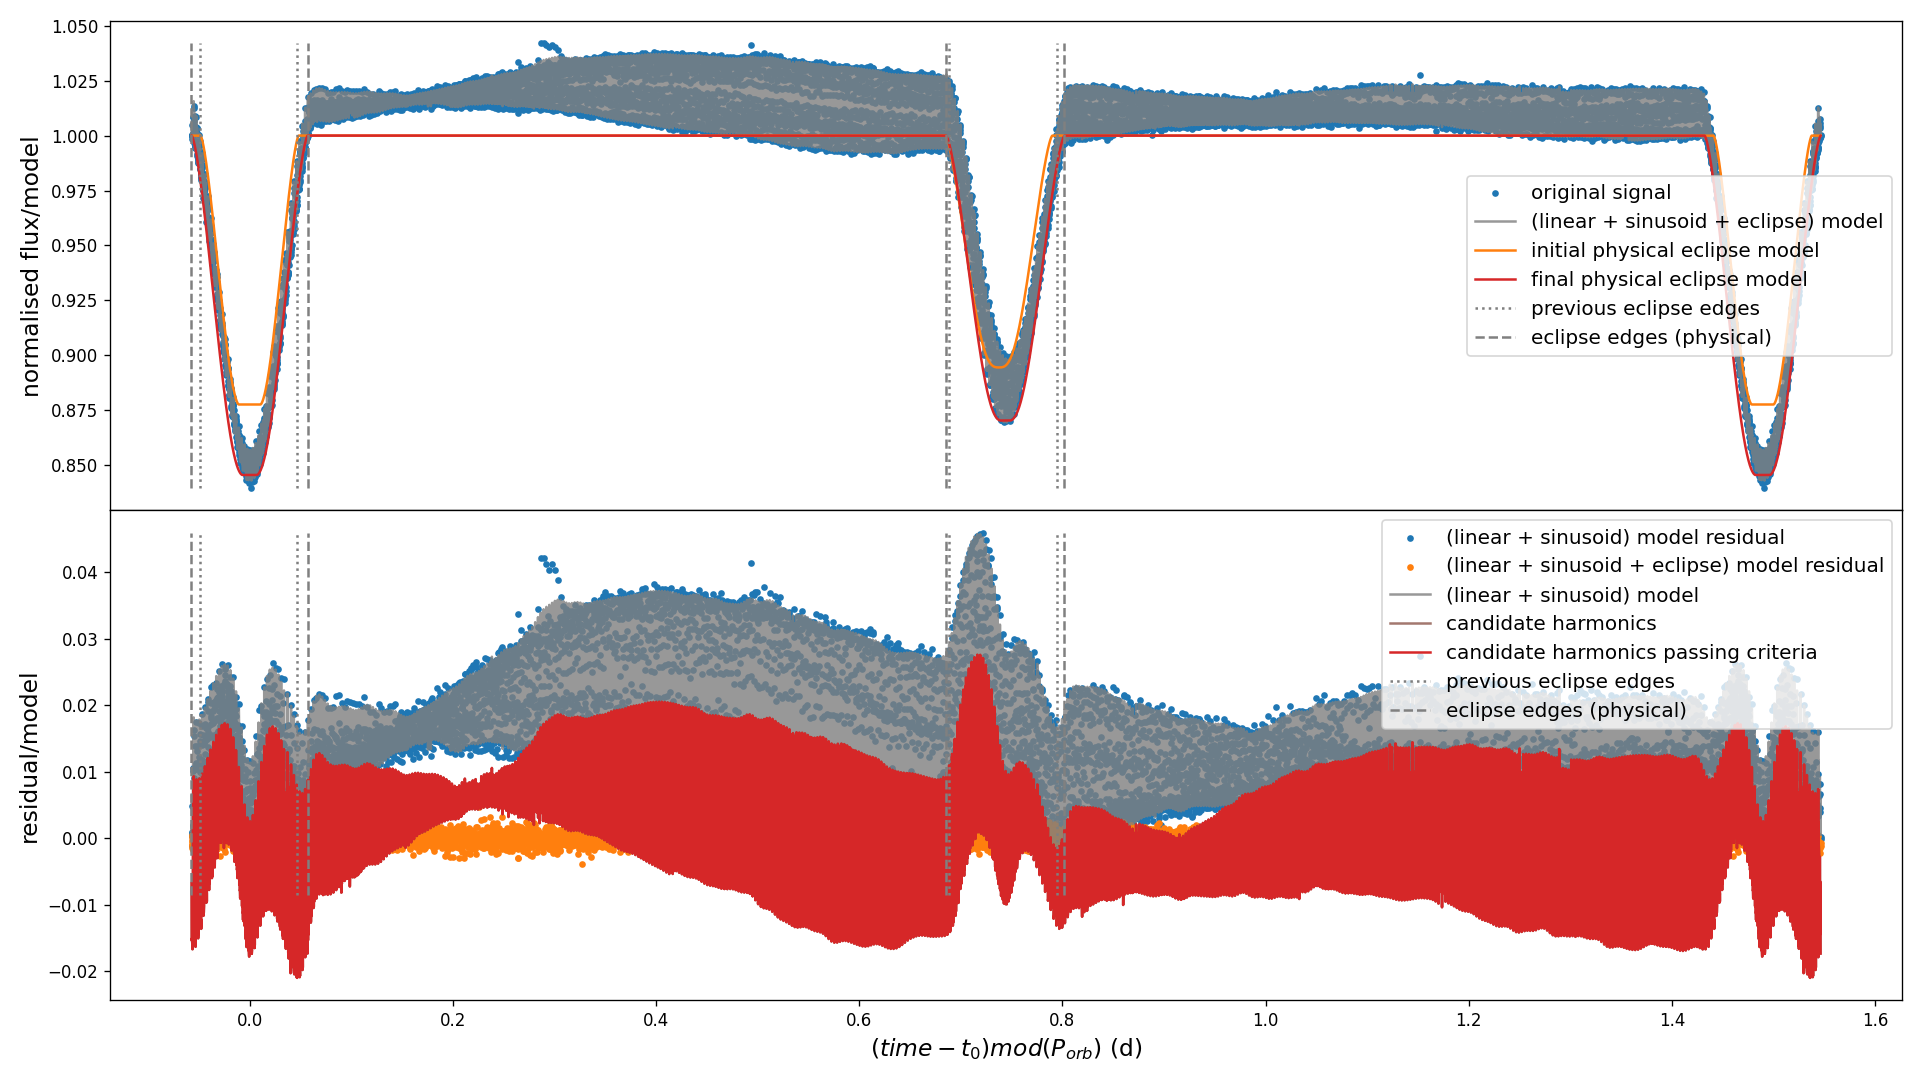 1.050
1.025
1.000
0.975
0.950
0.925
0.900
0.875
0.850
normalised flux/model
original signal
(linear + sinusoid + eclipse) model
initial physical eclipse model
final physical eclipse model
previous eclipse edges
eclipse edges (physical)
0.04
0.03
0.02
0.01
0.00
−0.01
−0.02
residual/model
(linear + sinusoid) model residual
(linear + sinusoid + eclipse) model residual
(linear + sinusoid) model
candidate harmonics
candidate harmonics passing criteria
previous eclipse edges
eclipse edges (physical)
0.0 0.2 0.4 0.6 0.8 1.0 1.2 1.4 1.6
(time − t₀)mod(P_orb) (d)